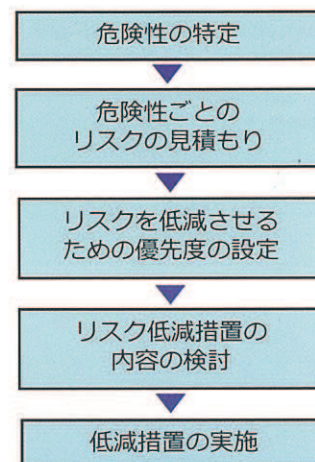 危険性の特定
危険性ごとの
リスクの見積もり
リスクを低減させる
ための優先度の設定
リスク低減措置の
内容の検討
低減措置の実施